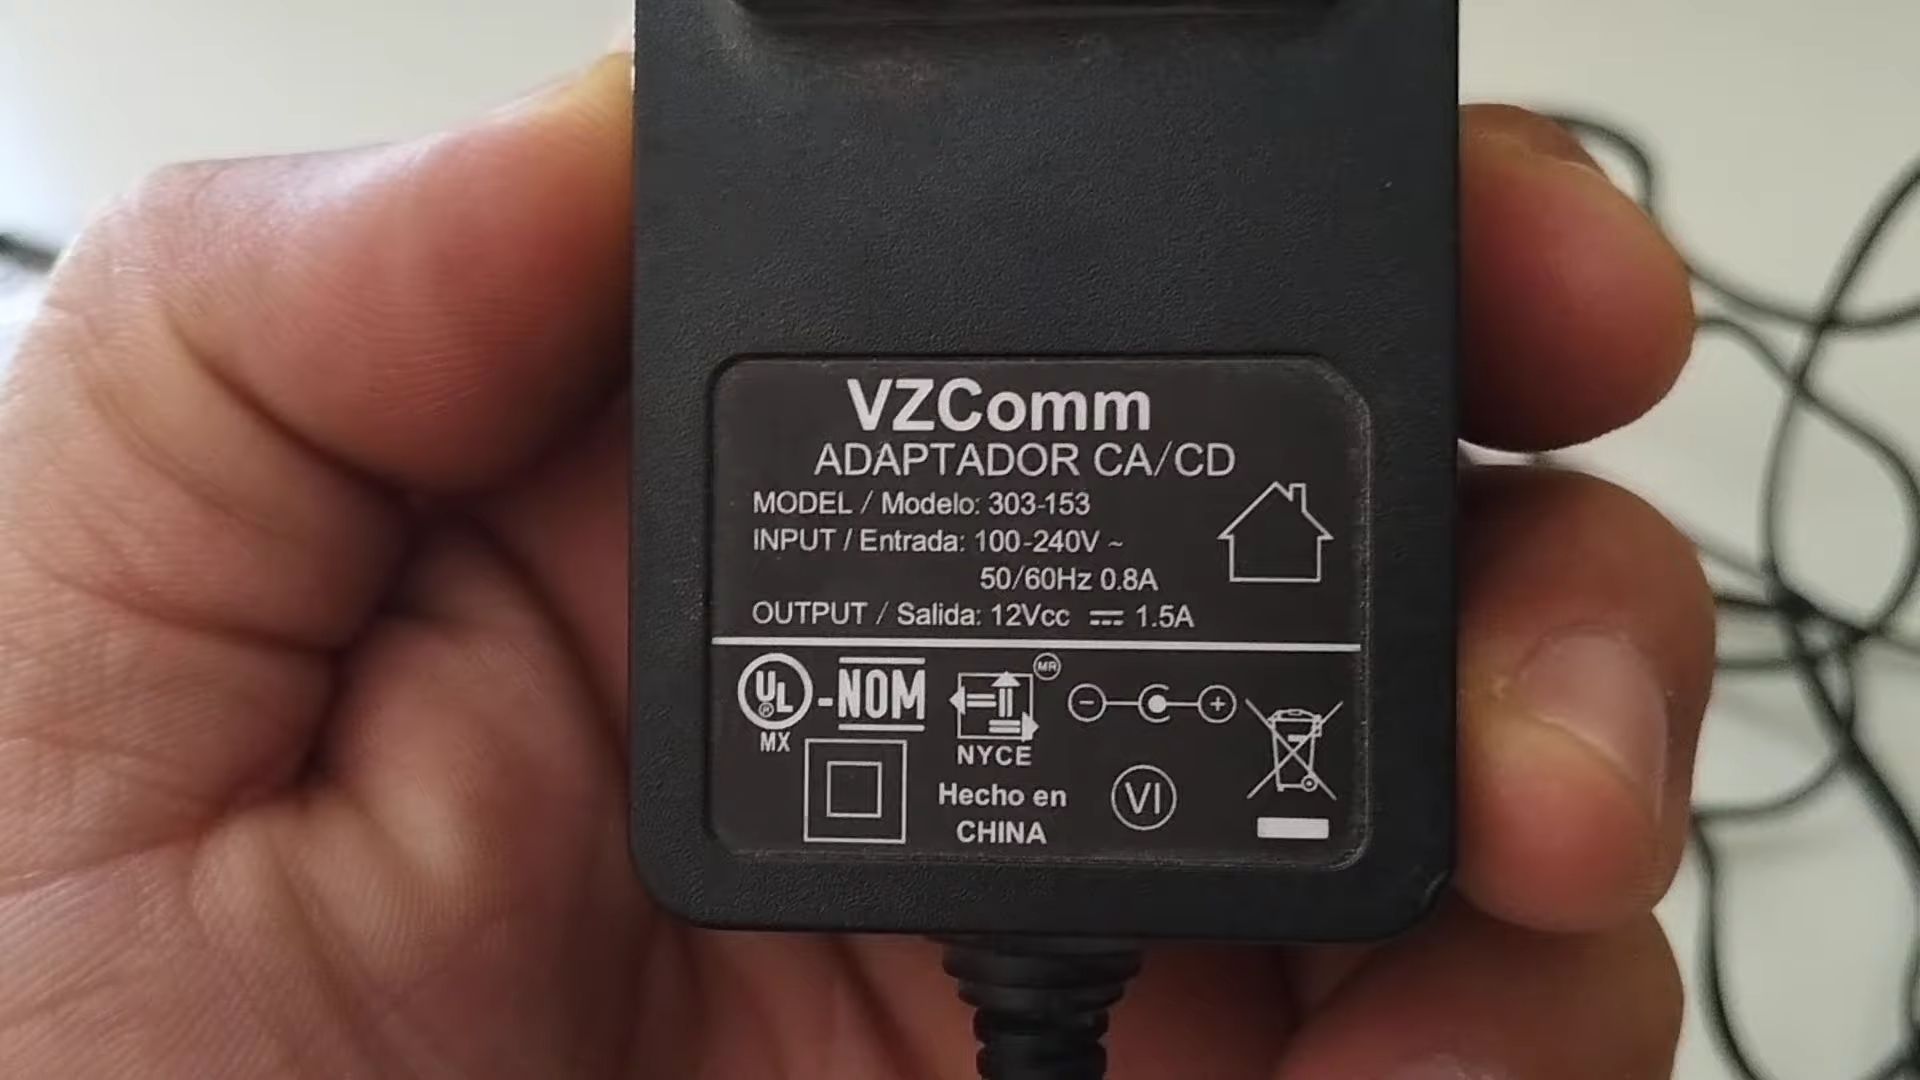 VZComm
ADAPTADOR CA/CD
MODEL / Modelo: 303-153
INPUT / Entrada: 100-240V ~
50/60Hz 0.8A
OUTPUT / Salida: 12Vcc ⎓ 1.5A
UL® -NOM MR
MX
NYCE
- +
Hecho en
CHINA
VI